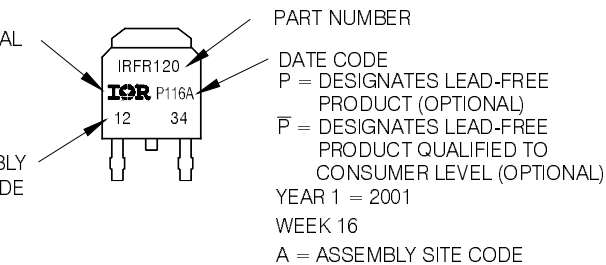 PART NUMBER
AL
IRFR120
IOR P116A
12 34
BLY
DE
DATE CODE
P = DESIGNATES LEAD-FREE
PRODUCT (OPTIONAL)
P̅ = DESIGNATES LEAD-FREE
PRODUCT QUALIFIED TO
CONSUMER LEVEL (OPTIONAL)
YEAR 1 = 2001
WEEK 16
A = ASSEMBLY SITE CODE